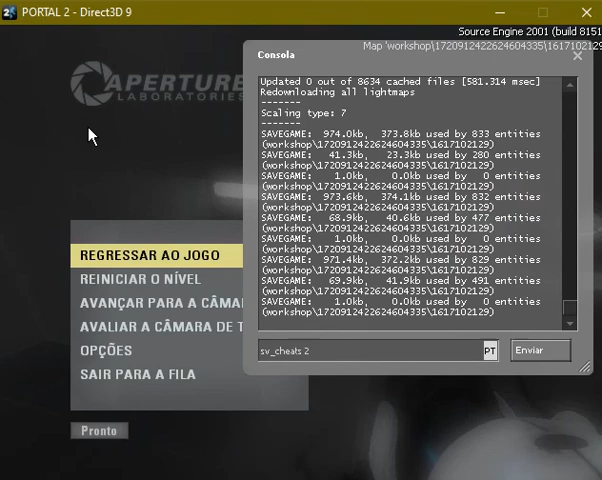 PORTAL 2 - Direct3D 9
Source Engine 2001 (build 8151
Map 'workshop\1720912422624604335\1617102129
Consola
APERTURE
LABORATORIES
Updated 0 out of 8634 cached files [581.314 msec]
Redownloading all lightmaps
-------
Scaling type: 7
-------
SAVEGAME: 974.0kb, 373.8kb used by 833 entities
(workshop\1720912422624604335\1617102129)
SAVEGAME: 41.3kb, 23.3kb used by 280 entities
(workshop\1720912422624604335\1617102129)
SAVEGAME: 1.0kb, 0.0kb used by 0 entities
(workshop\1720912422624604335\1617102129)
SAVEGAME: 973.6kb, 374.1kb used by 832 entities
(workshop\1720912422624604335\1617102129)
SAVEGAME: 68.9kb, 40.6kb used by 477 entities
(workshop\1720912422624604335\1617102129)
SAVEGAME: 1.0kb, 0.0kb used by 0 entities
(workshop\1720912422624604335\1617102129)
SAVEGAME: 971.4kb, 372.2kb used by 829 entities
(workshop\1720912422624604335\1617102129)
SAVEGAME: 69.9kb, 41.9kb used by 491 entities
(workshop\1720912422624604335\1617102129)
SAVEGAME: 1.0kb, 0.0kb used by 0 entities
(workshop\1720912422624604335\1617102129)
sv_cheats 2
PT
Enviar
REGRESSAR AO JOGO
REINICIAR O NÍVEL
AVANÇAR PARA A CÂMA
AVALIAR A CÂMARA DE T
OPÇÕES
SAIR PARA A FILA
Pronto